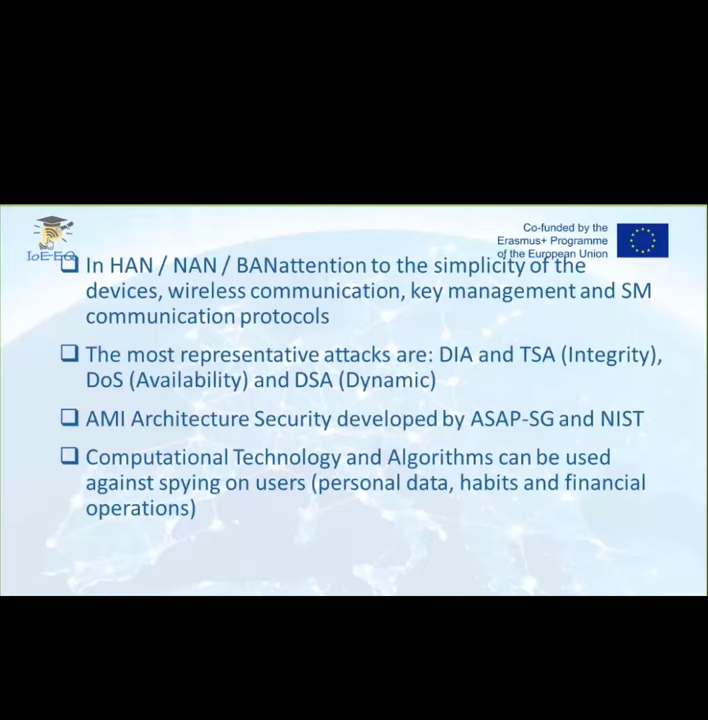 IoE-EQ
Co-funded by the
Erasmus+ Programme
of the European Union
In HAN / NAN / BANattention to the simplicity of the
devices, wireless communication, key management and SM
communication protocols
The most representative attacks are: DIA and TSA (Integrity),
DoS (Availability) and DSA (Dynamic)
AMI Architecture Security developed by ASAP-SG and NIST
Computational Technology and Algorithms can be used
against spying on users (personal data, habits and financial
operations)